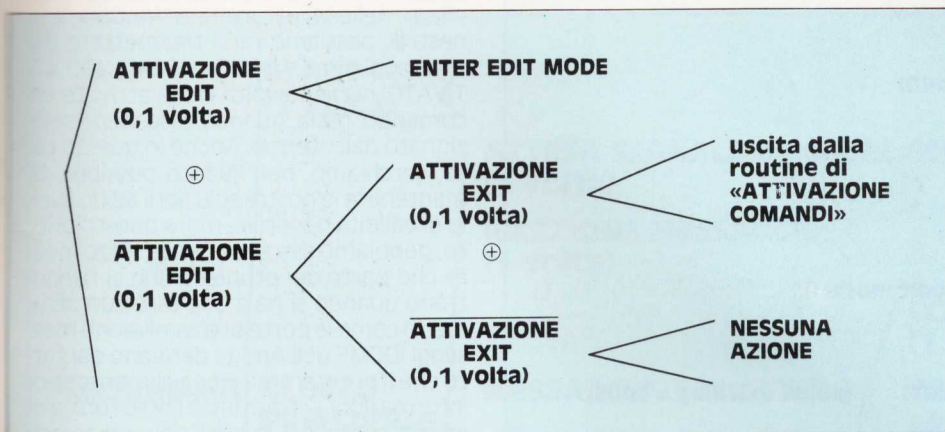 ATTIVAZIONE
EDIT
(0,1 volta)
ENTER EDIT MODE
⊕
ATTIVAZIONE
EDIT
(0,1 volta)
ATTIVAZIONE
EXIT
(0,1 volta)
uscita dalla
routine di
«ATTIVAZIONE
COMANDI»
⊕
ATTIVAZIONE
EXIT
(0,1 volta)
NESSUNA
AZIONE